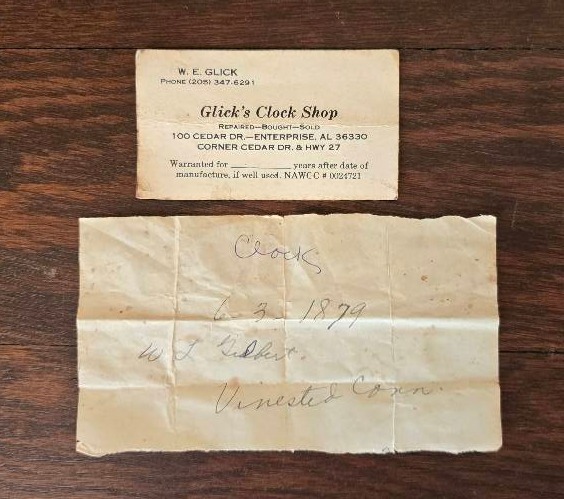 W. E. GLICK
PHONE (205) 347-6291
Glick's Clock Shop
REPAIRED—BOUGHT—SOLD
100 CEDAR DR.—ENTERPRISE, AL 36330
CORNER CEDAR DR. & HWY 27
Warranted for ________ years after date of
manufacture, if well used. NAWCC # 0024721
Clock
6-3-1879
W L Gilbert.
Vinested Conn.